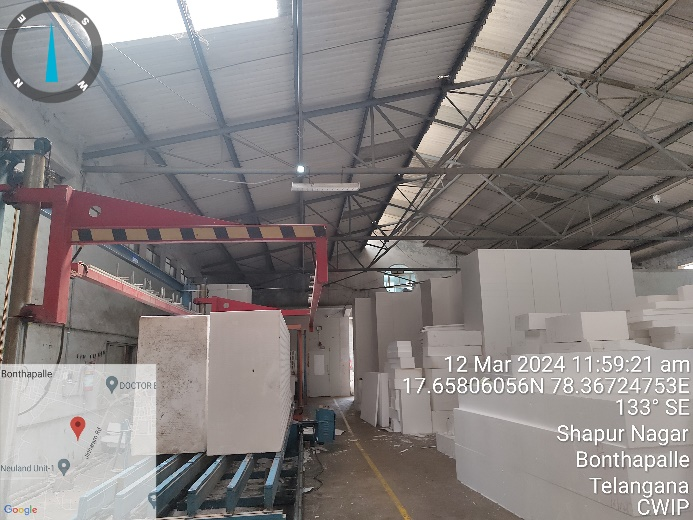 E
S
N
W
Bonthapalle
DOCTOR
Neuland Unit-1
Google
12 Mar 2024 11:59:21 am
17.65806056N 78.36724753E
133° SE
Shapur Nagar
Bonthapalle
Telangana
CWIP